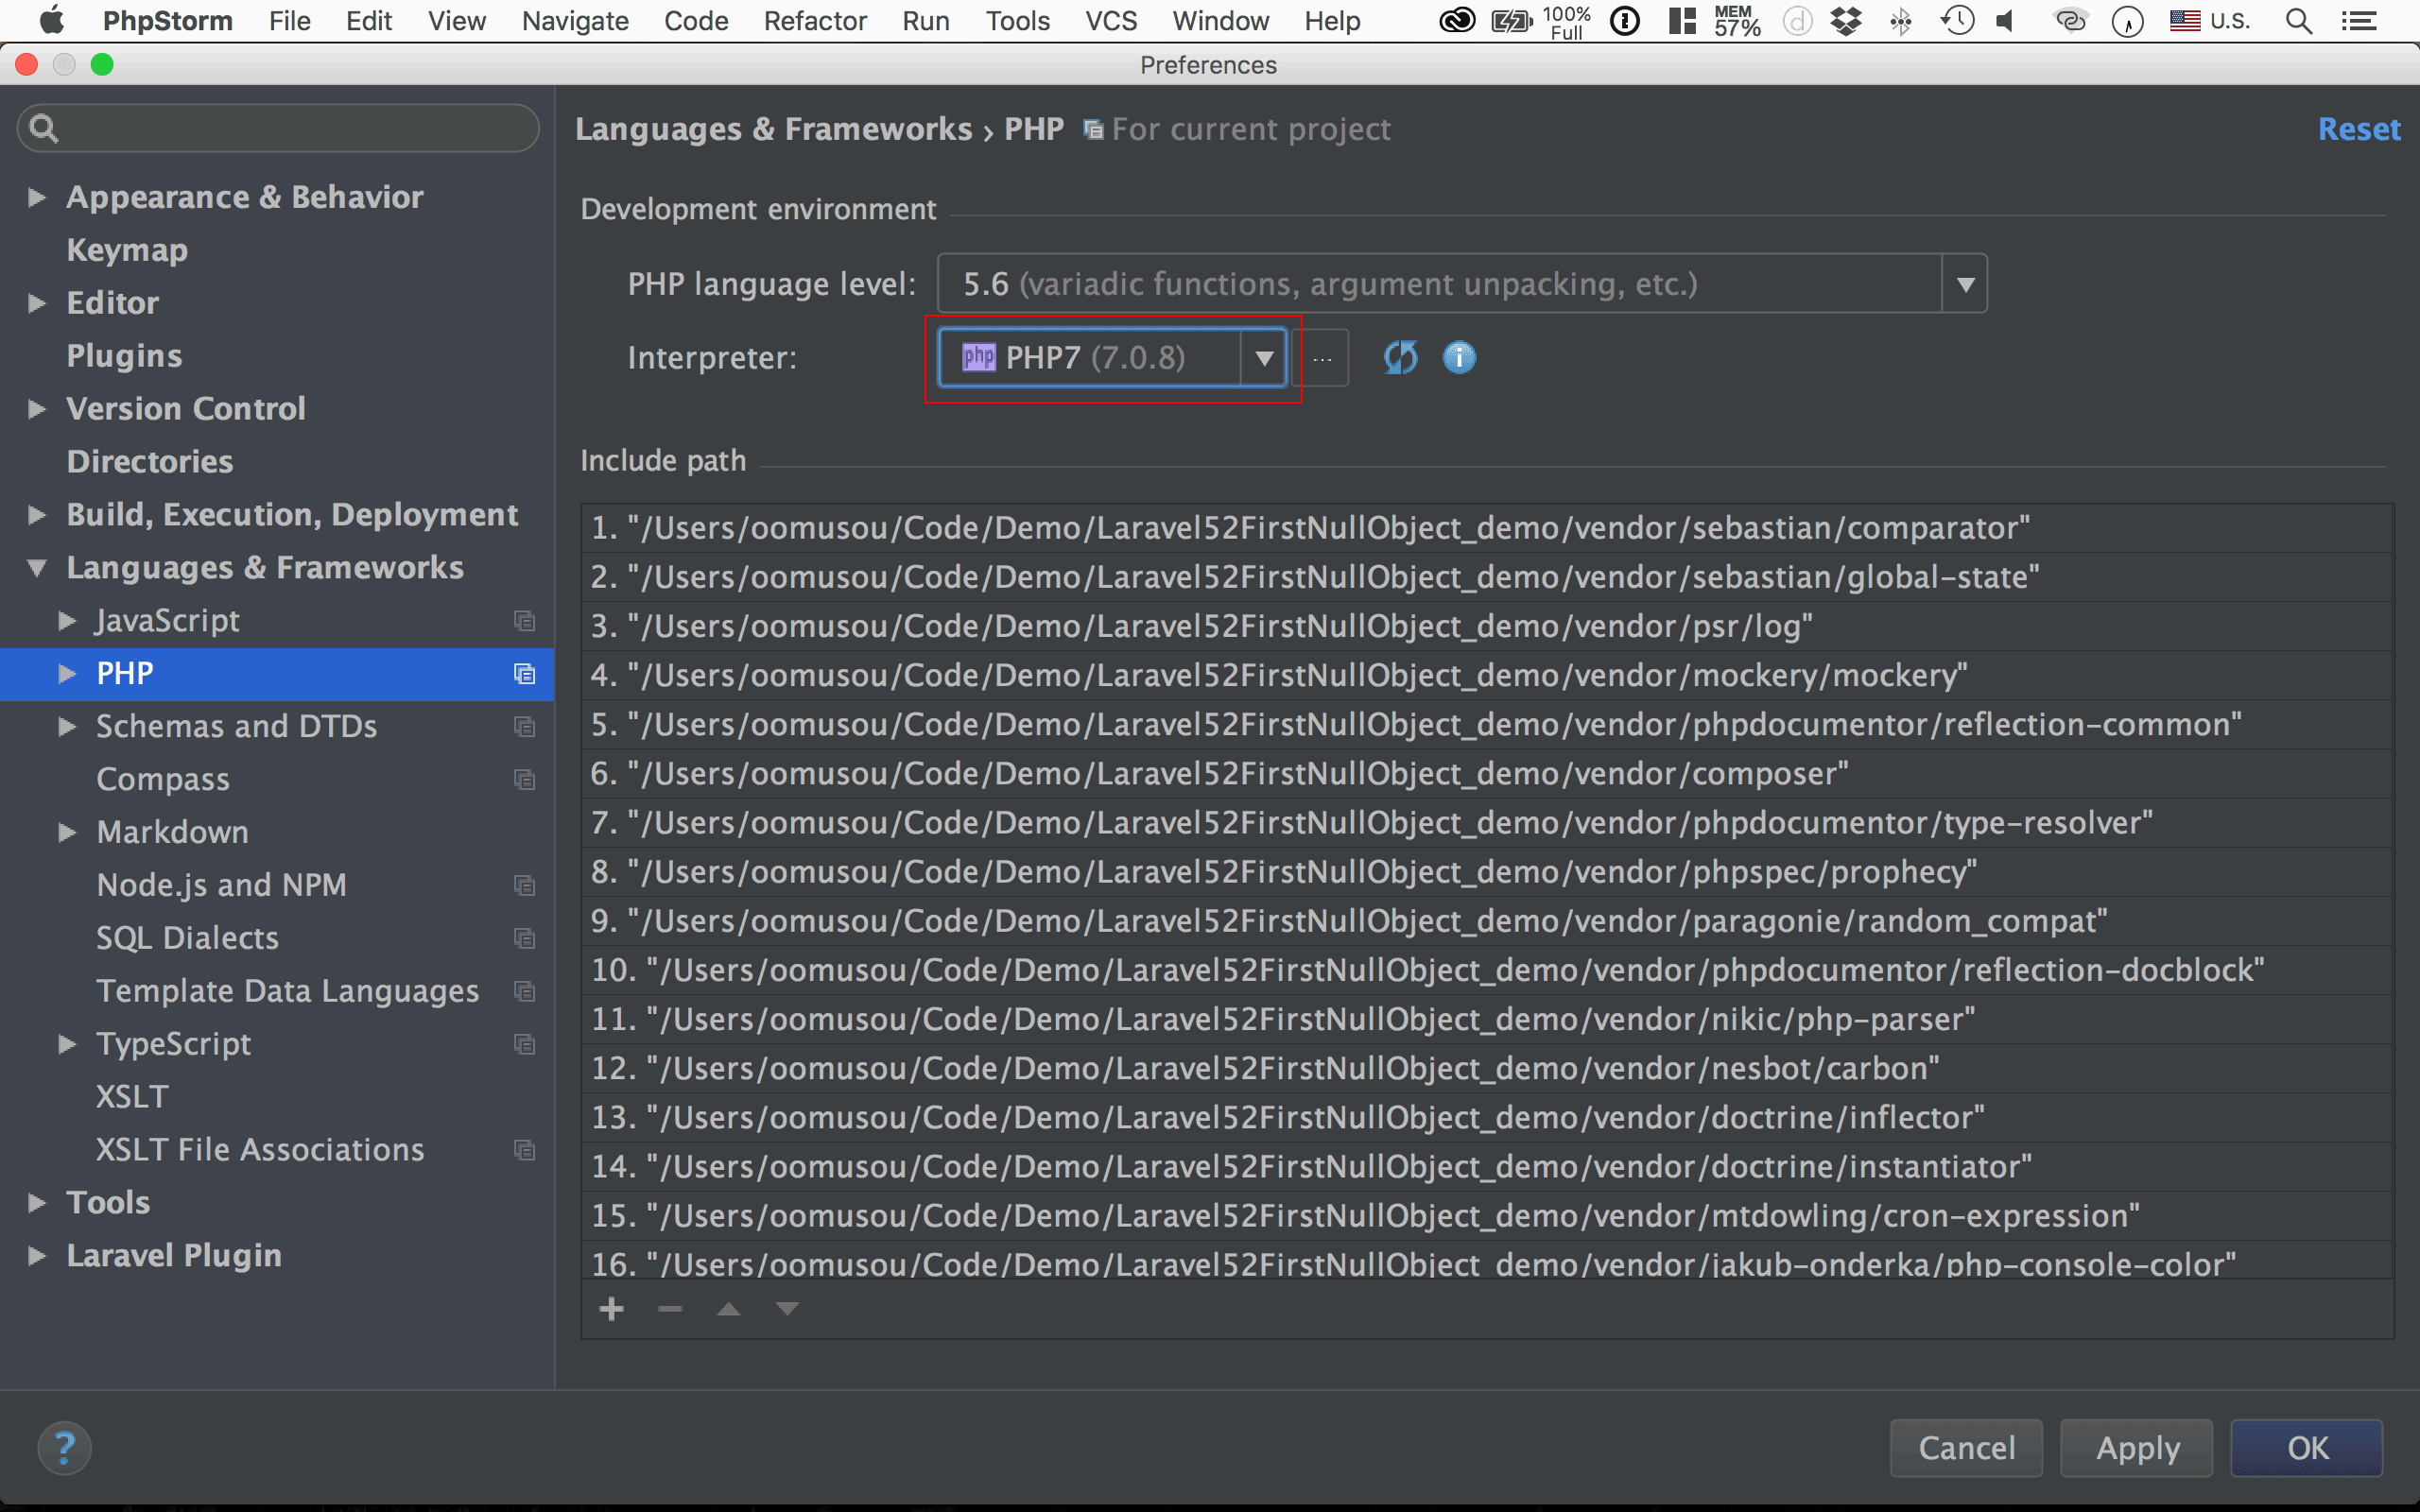 PhpStorm File Edit View Navigate Code Refactor Run Tools VCS Window Help 100% Full MEM 57% U.S.
Preferences
Languages & Frameworks › PHP For current project Reset
Appearance & Behavior
Keymap
Editor
Plugins
Version Control
Directories
Build, Execution, Deployment
Languages & Frameworks
JavaScript
PHP
Schemas and DTDs
Compass
Markdown
Node.js and NPM
SQL Dialects
Template Data Languages
TypeScript
XSLT
XSLT File Associations
Tools
Laravel Plugin
Development environment
PHP language level: 5.6 (variadic functions, argument unpacking, etc.)
Interpreter: php PHP7 (7.0.8) ...
Include path
1. "/Users/oomusou/Code/Demo/Laravel52FirstNullObject_demo/vendor/sebastian/comparator"
2. "/Users/oomusou/Code/Demo/Laravel52FirstNullObject_demo/vendor/sebastian/global-state"
3. "/Users/oomusou/Code/Demo/Laravel52FirstNullObject_demo/vendor/psr/log"
4. "/Users/oomusou/Code/Demo/Laravel52FirstNullObject_demo/vendor/mockery/mockery"
5. "/Users/oomusou/Code/Demo/Laravel52FirstNullObject_demo/vendor/phpdocumentor/reflection-common"
6. "/Users/oomusou/Code/Demo/Laravel52FirstNullObject_demo/vendor/composer"
7. "/Users/oomusou/Code/Demo/Laravel52FirstNullObject_demo/vendor/phpdocumentor/type-resolver"
8. "/Users/oomusou/Code/Demo/Laravel52FirstNullObject_demo/vendor/phpspec/prophecy"
9. "/Users/oomusou/Code/Demo/Laravel52FirstNullObject_demo/vendor/paragonie/random_compat"
10. "/Users/oomusou/Code/Demo/Laravel52FirstNullObject_demo/vendor/phpdocumentor/reflection-docblock"
11. "/Users/oomusou/Code/Demo/Laravel52FirstNullObject_demo/vendor/nikic/php-parser"
12. "/Users/oomusou/Code/Demo/Laravel52FirstNullObject_demo/vendor/nesbot/carbon"
13. "/Users/oomusou/Code/Demo/Laravel52FirstNullObject_demo/vendor/doctrine/inflector"
14. "/Users/oomusou/Code/Demo/Laravel52FirstNullObject_demo/vendor/doctrine/instantiator"
15. "/Users/oomusou/Code/Demo/Laravel52FirstNullObject_demo/vendor/mtdowling/cron-expression"
16. "/Users/oomusou/Code/Demo/Laravel52FirstNullObject_demo/vendor/jakub-onderka/php-console-color"
? Cancel Apply OK